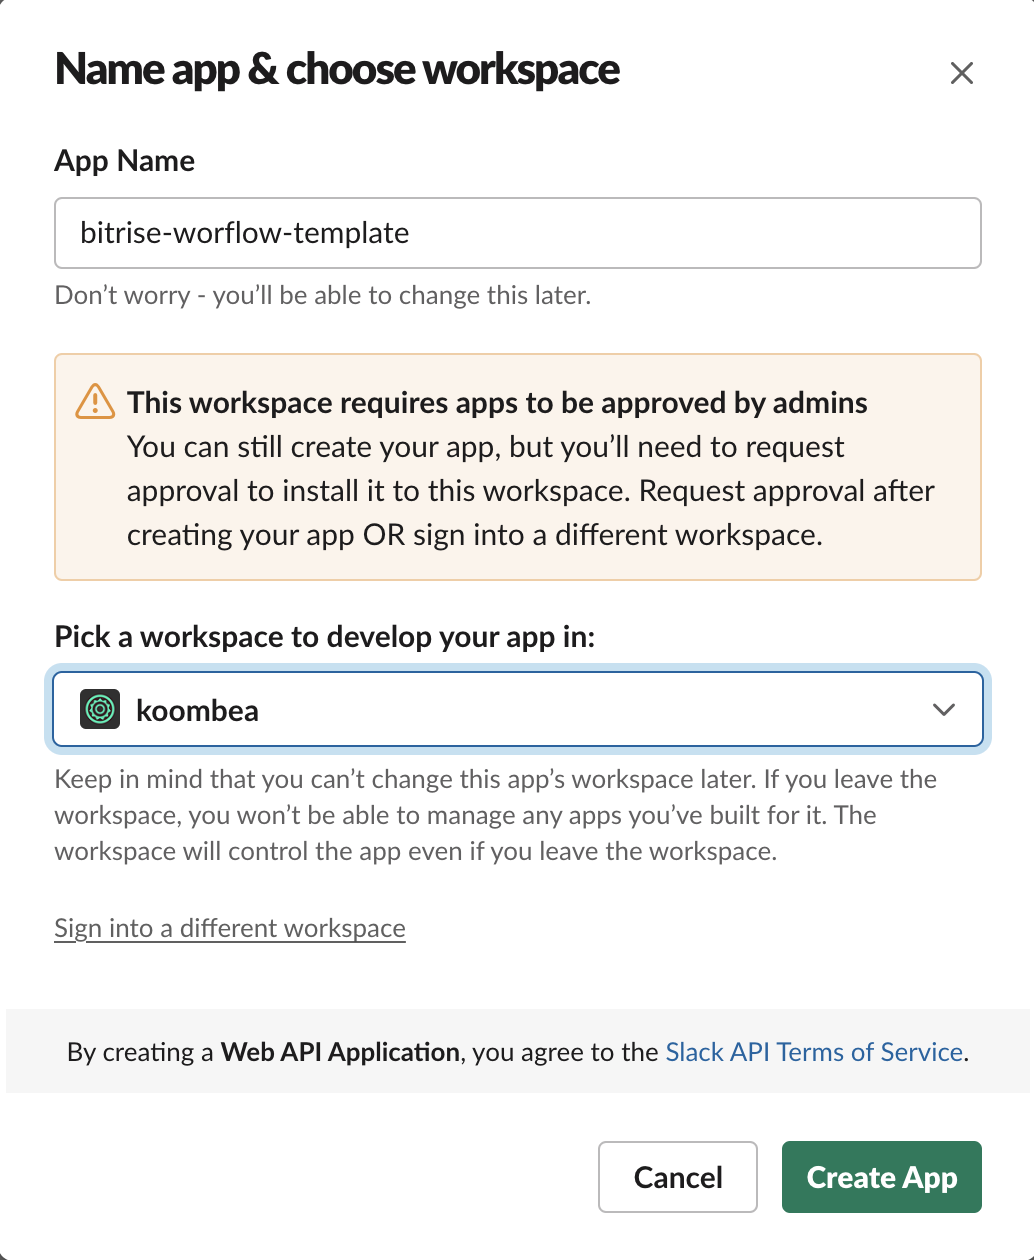 Name app & choose workspace
App Name
bitrise-worflow-template
Don’t worry - you’ll be able to change this later.
This workspace requires apps to be approved by admins
You can still create your app, but you’ll need to request
approval to install it to this workspace. Request approval after
creating your app OR sign into a different workspace.
Pick a workspace to develop your app in:
koombea
Keep in mind that you can’t change this app’s workspace later. If you leave the
workspace, you won’t be able to manage any apps you’ve built for it. The
workspace will control the app even if you leave the workspace.
Sign into a different workspace
By creating a Web API Application, you agree to the Slack API Terms of Service.
Cancel
Create App